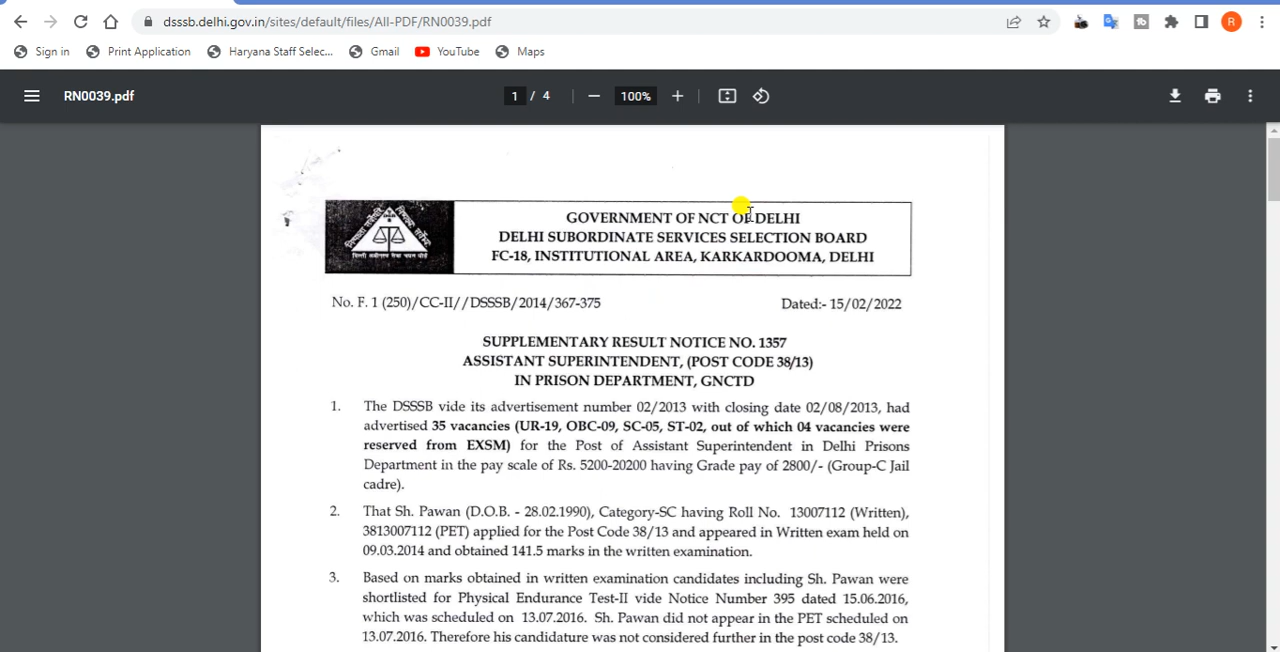 dsssb.delhi.gov.in/sites/default/files/All-PDF/RN0039.pdf
R
Sign in Print Application Haryana Staff Selec... Gmail YouTube Maps
RN0039.pdf 1 / 4 100%
GOVERNMENT OF NCT OF DELHI
DELHI SUBORDINATE SERVICES SELECTION BOARD
FC-18, INSTITUTIONAL AREA, KARKARDOOMA, DELHI
No. F. 1 (250)/CC-II//DSSSB/2014/367-375 Dated:- 15/02/2022
SUPPLEMENTARY RESULT NOTICE NO. 1357
ASSISTANT SUPERINTENDENT, (POST CODE 38/13)
IN PRISON DEPARTMENT, GNCTD
1. The DSSSB vide its advertisement number 02/2013 with closing date 02/08/2013, had
advertised 35 vacancies (UR-19, OBC-09, SC-05, ST-02, out of which 04 vacancies were
reserved from EXSM) for the Post of Assistant Superintendent in Delhi Prisons
Department in the pay scale of Rs. 5200-20200 having Grade pay of 2800/- (Group-C Jail
cadre).
2. That Sh. Pawan (D.O.B. - 28.02.1990), Category-SC having Roll No. 13007112 (Written),
3813007112 (PET) applied for the Post Code 38/13 and appeared in Written exam held on
09.03.2014 and obtained 141.5 marks in the written examination.
3. Based on marks obtained in written examination candidates including Sh. Pawan were
shortlisted for Physical Endurance Test-II vide Notice Number 395 dated 15.06.2016,
which was scheduled on 13.07.2016. Sh. Pawan did not appear in the PET scheduled on
13.07.2016. Therefore his candidature was not considered further in the post code 38/13.